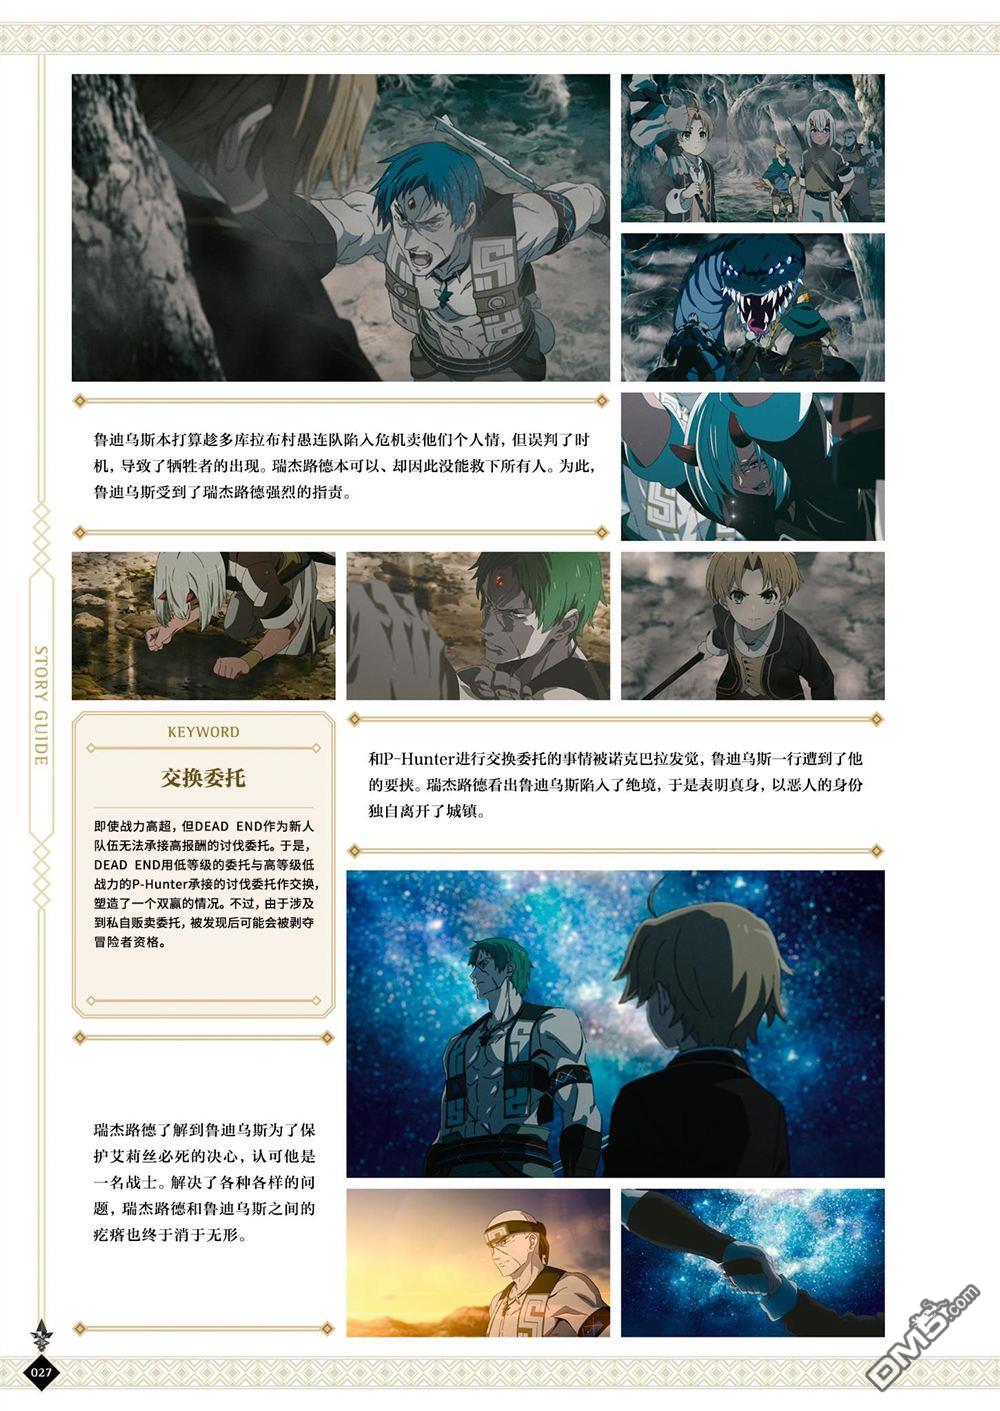 鲁迪乌斯本打算趁多库拉布村愚连队陷入危机卖他们个人情，但误判了时
机，导致了牺牲者的出现。瑞杰路德本可以、却因此没能救下所有人。为此，
鲁迪乌斯受到了瑞杰路德强烈的指责。
STORY GUIDE
KEYWORD
交换委托
即使战力高超，但DEAD END作为新人
队伍无法承接高报酬的讨伐委托。于是，
DEAD END用低等级的委托与高等级低
战力的P-Hunter承接的讨伐委托作交换，
塑造了一个双赢的情况。不过，由于涉及
到私自贩卖委托，被发现后可能会被剥夺
冒险者资格。
和P-Hunter进行交换委托的事情被诺克巴拉发觉，鲁迪乌斯一行遭到了他
的要挟。瑞杰路德看出鲁迪乌斯陷入了绝境，于是表明真身，以恶人的身份
独自离开了城镇。
瑞杰路德了解到鲁迪乌斯为了保
护艾莉丝必死的决心，认可他是
一名战士。解决了各种各样的问
题，瑞杰路德和鲁迪乌斯之间的
疙瘩也终于消于无形。
027
DM5.com